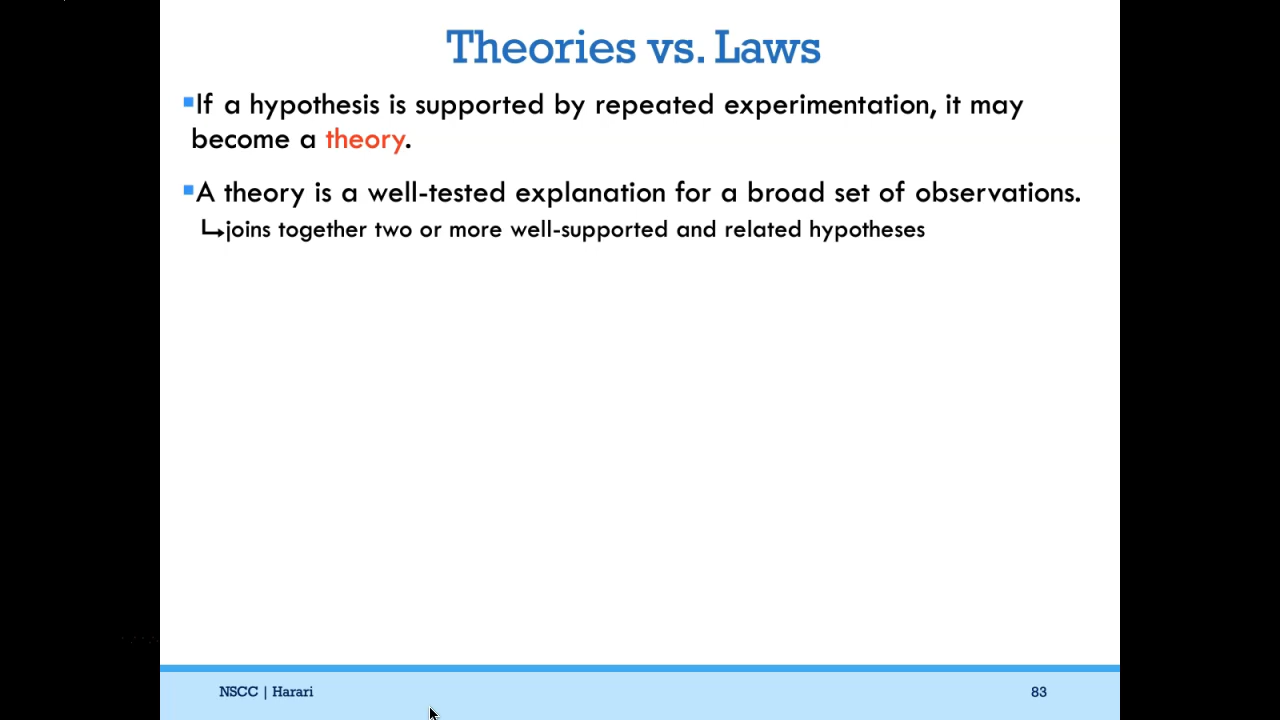 Theories vs. Laws
If a hypothesis is supported by repeated experimentation, it may
become a theory.
A theory is a well-tested explanation for a broad set of observations.
joins together two or more well-supported and related hypotheses
NSCC | Harari
83